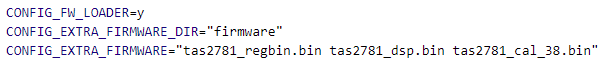 CONFIG_FW_LOADER=y
CONFIG_EXTRA_FIRMWARE_DIR="firmware"
CONFIG_EXTRA_FIRMWARE="tas2781_regbin.bin tas2781_dsp.bin tas2781_cal_38.bin"